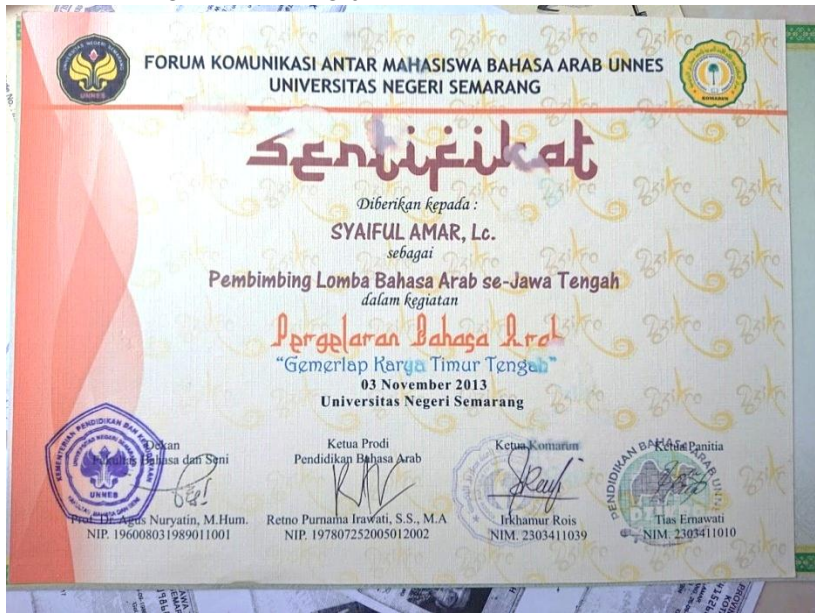 FORUM KOMUNIKASI ANTAR MAHASISWA BAHASA ARAB UNNES
UNIVERSITAS NEGERI SEMARANG
UNNES
KOMARUN
Sertifikat
Diberikan kepada :
SYAIFUL AMAR, Lc.
sebagai
Pembimbing Lomba Bahasa Arab se-Jawa Tengah
dalam kegiatan
Pergelaran Bahasa Arab
"Gemerlap Karya Timur Tengah"
03 November 2013
Universitas Negeri Semarang
Dekan
Fakultas Bahasa dan Seni
Prof. Dr. Agus Nuryatin, M.Hum.
NIP. 196008031989011001
Ketua Prodi
Pendidikan Bahasa Arab
Retno Purnama Irawati, S.S., M.A
NIP. 197807252005012002
Ketua Komarun
Irkhamur Rois
NIM. 2303411039
Ketua Panitia
Tias Ernawati
NIM. 2303411010